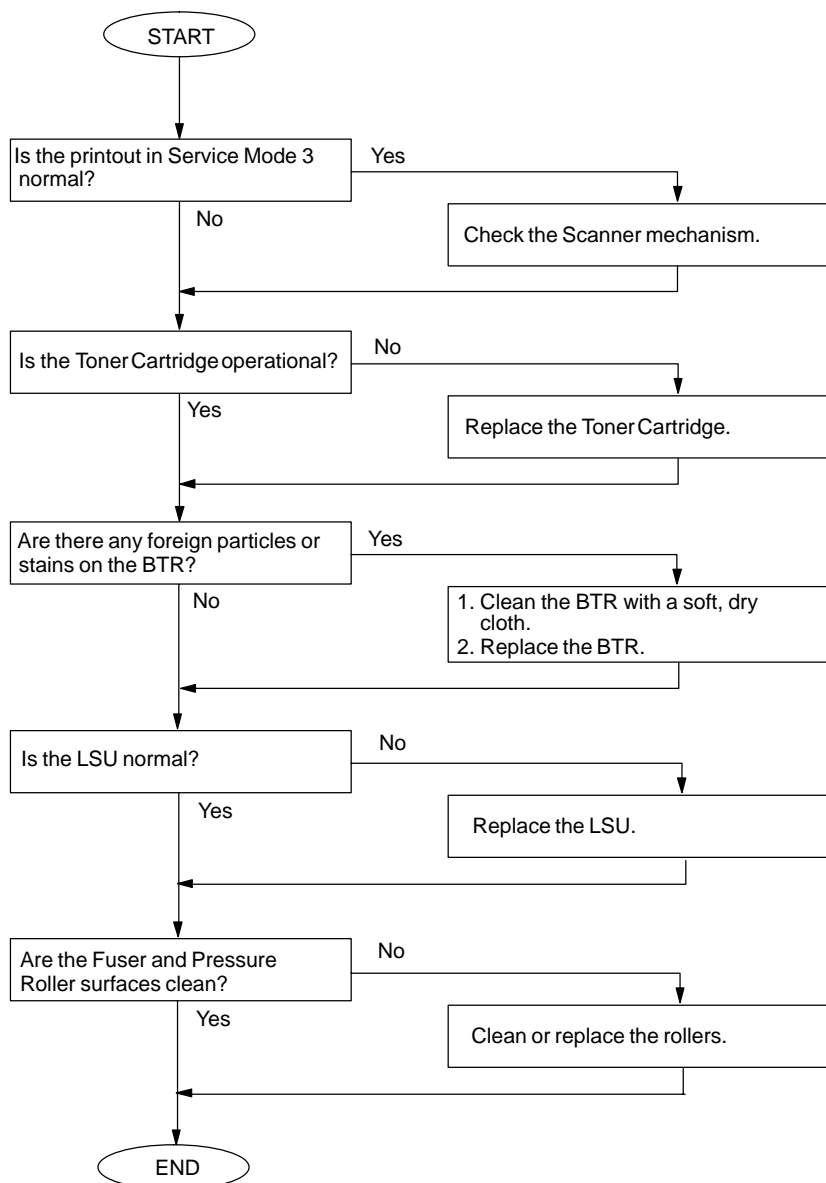 START
Is the printout in Service Mode 3
normal?
Yes
No
Check the Scanner mechanism.
Is the Toner Cartridge operational?
No
Yes
Replace the Toner Cartridge.
Are there any foreign particles or
stains on the BTR?
Yes
No
1. Clean the BTR with a soft, dry
cloth.
2. Replace the BTR.
Is the LSU normal?
No
Yes
Replace the LSU.
Are the Fuser and Pressure
Roller surfaces clean?
No
Yes
Clean or replace the rollers.
END